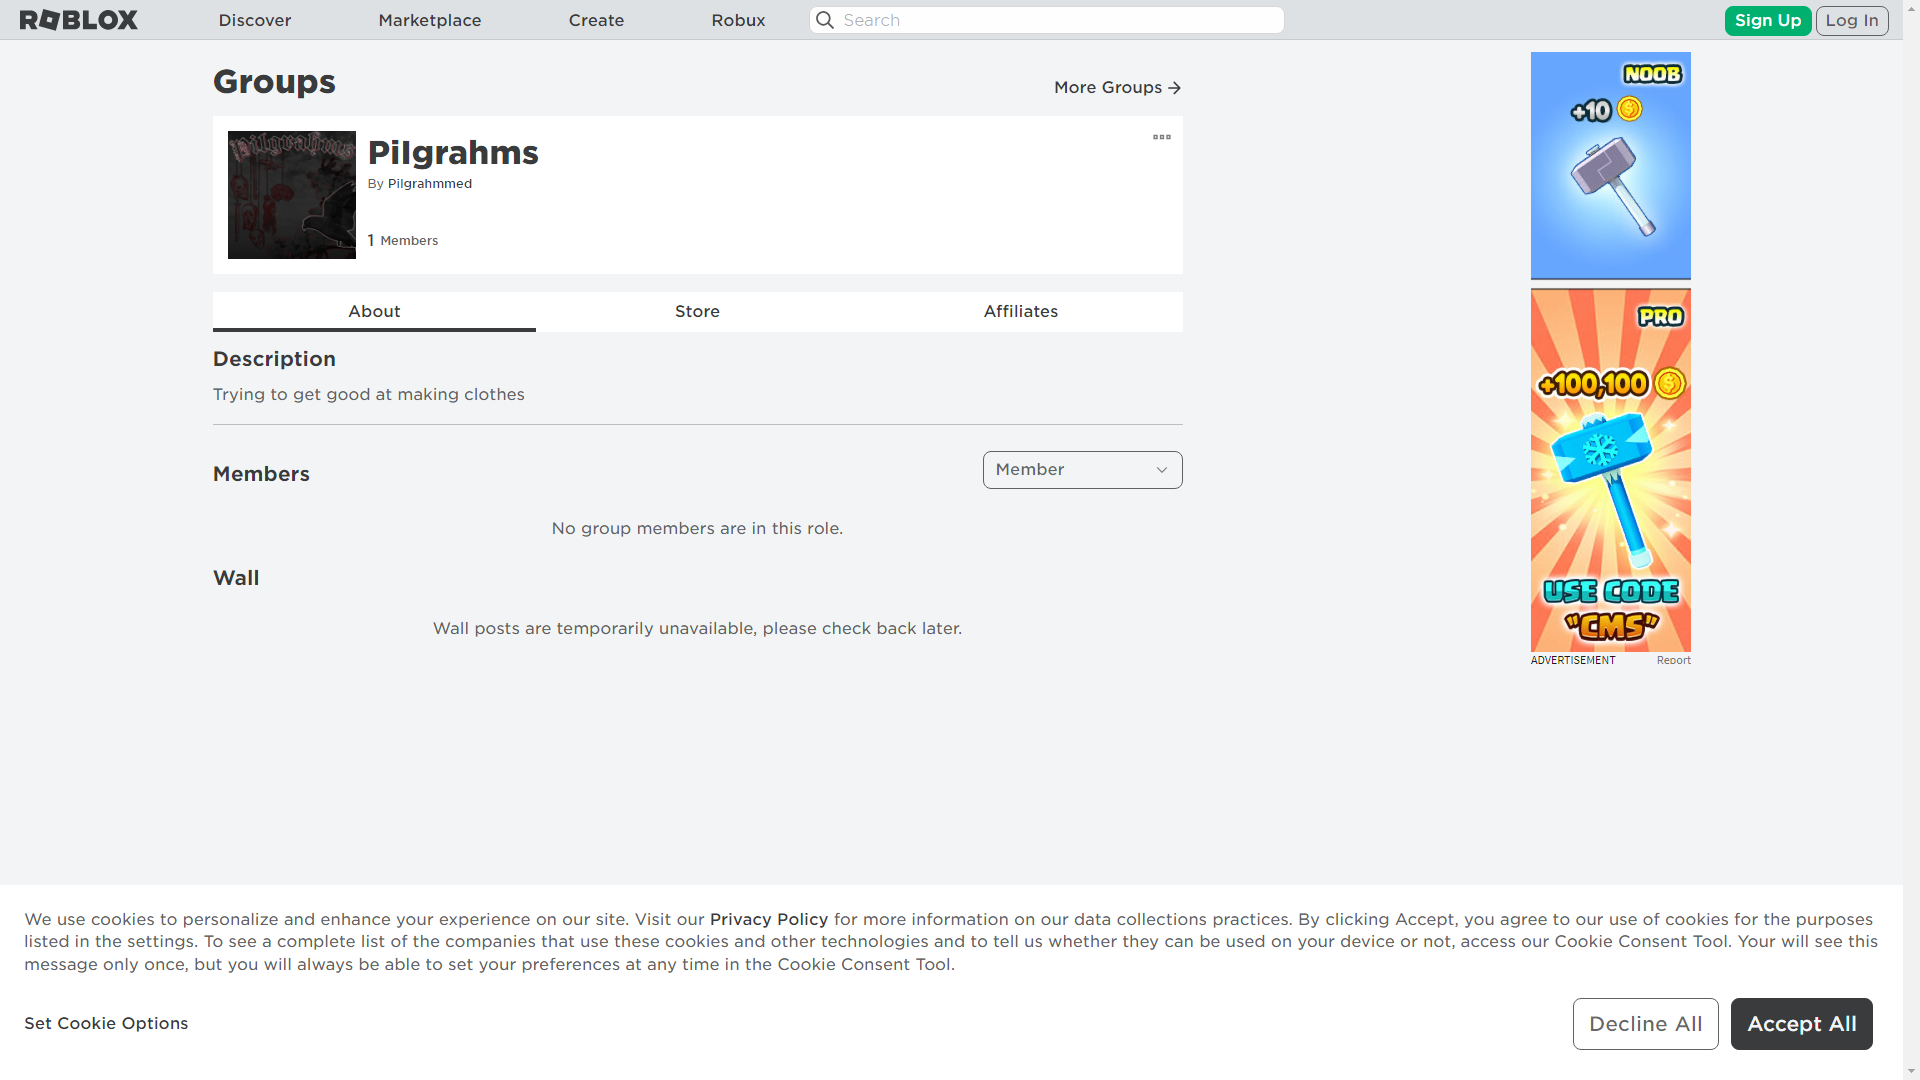 ROBLOX
Discover
Marketplace
Create
Robux
Search
Sign Up
Log In
Groups
More Groups
Pilgrahms
PiIgrahms
By Pilgrahmmed
1 Members
About
Store
Affiliates
Description
Trying to get good at making clothes
Members
Member
No group members are in this role.
Wall
Wall posts are temporarily unavailable, please check back later.
NOOB
+10
PRO
+100,100
USE CODE
"CMS"
ADVERTISEMENT
Report
We use cookies to personalize and enhance your experience on our site. Visit our Privacy Policy for more information on our data collections practices. By clicking Accept, you agree to our use of cookies for the purposes
listed in the settings. To see a complete list of the companies that use these cookies and other technologies and to tell us whether they can be used on your device or not, access our Cookie Consent Tool. Your will see this
message only once, but you will always be able to set your preferences at any time in the Cookie Consent Tool.
Set Cookie Options
Decline All
Accept All